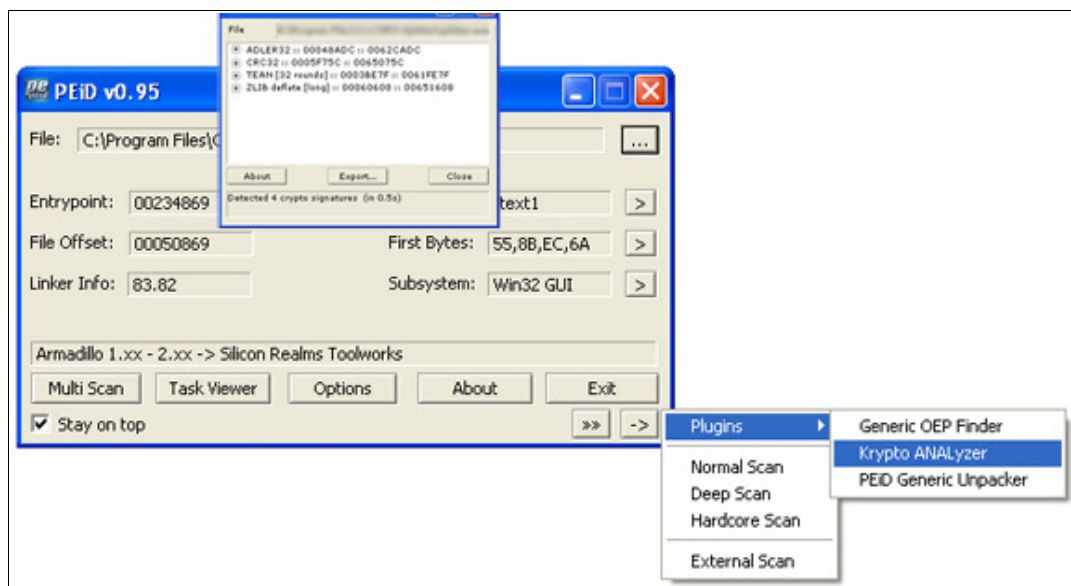 File
ADLER32 :: 00048ADC :: 0062CADC
CRC32 :: 0005F75C :: 0065075C
TEAN [32 rounds] :: 0003BE7F :: 0061FE7F
ZLIB deflate [long] :: 00060608 :: 00651608
About Export... Close
Detected 4 crypto signatures (in 0.5s)
PEiD v0.95
File: C:\Program Files\ ...
Entrypoint: 00234869 text1 >
File Offset: 00050869 First Bytes: 55,8B,EC,6A >
Linker Info: 83.82 Subsystem: Win32 GUI >
Armadillo 1.xx - 2.xx -> Silicon Realms Toolworks
Multi Scan Task Viewer Options About Exit
Stay on top >> ->
Plugins
Normal Scan
Deep Scan
Hardcore Scan
External Scan
Generic OEP Finder
Krypto ANALyzer
PEiD Generic Unpacker